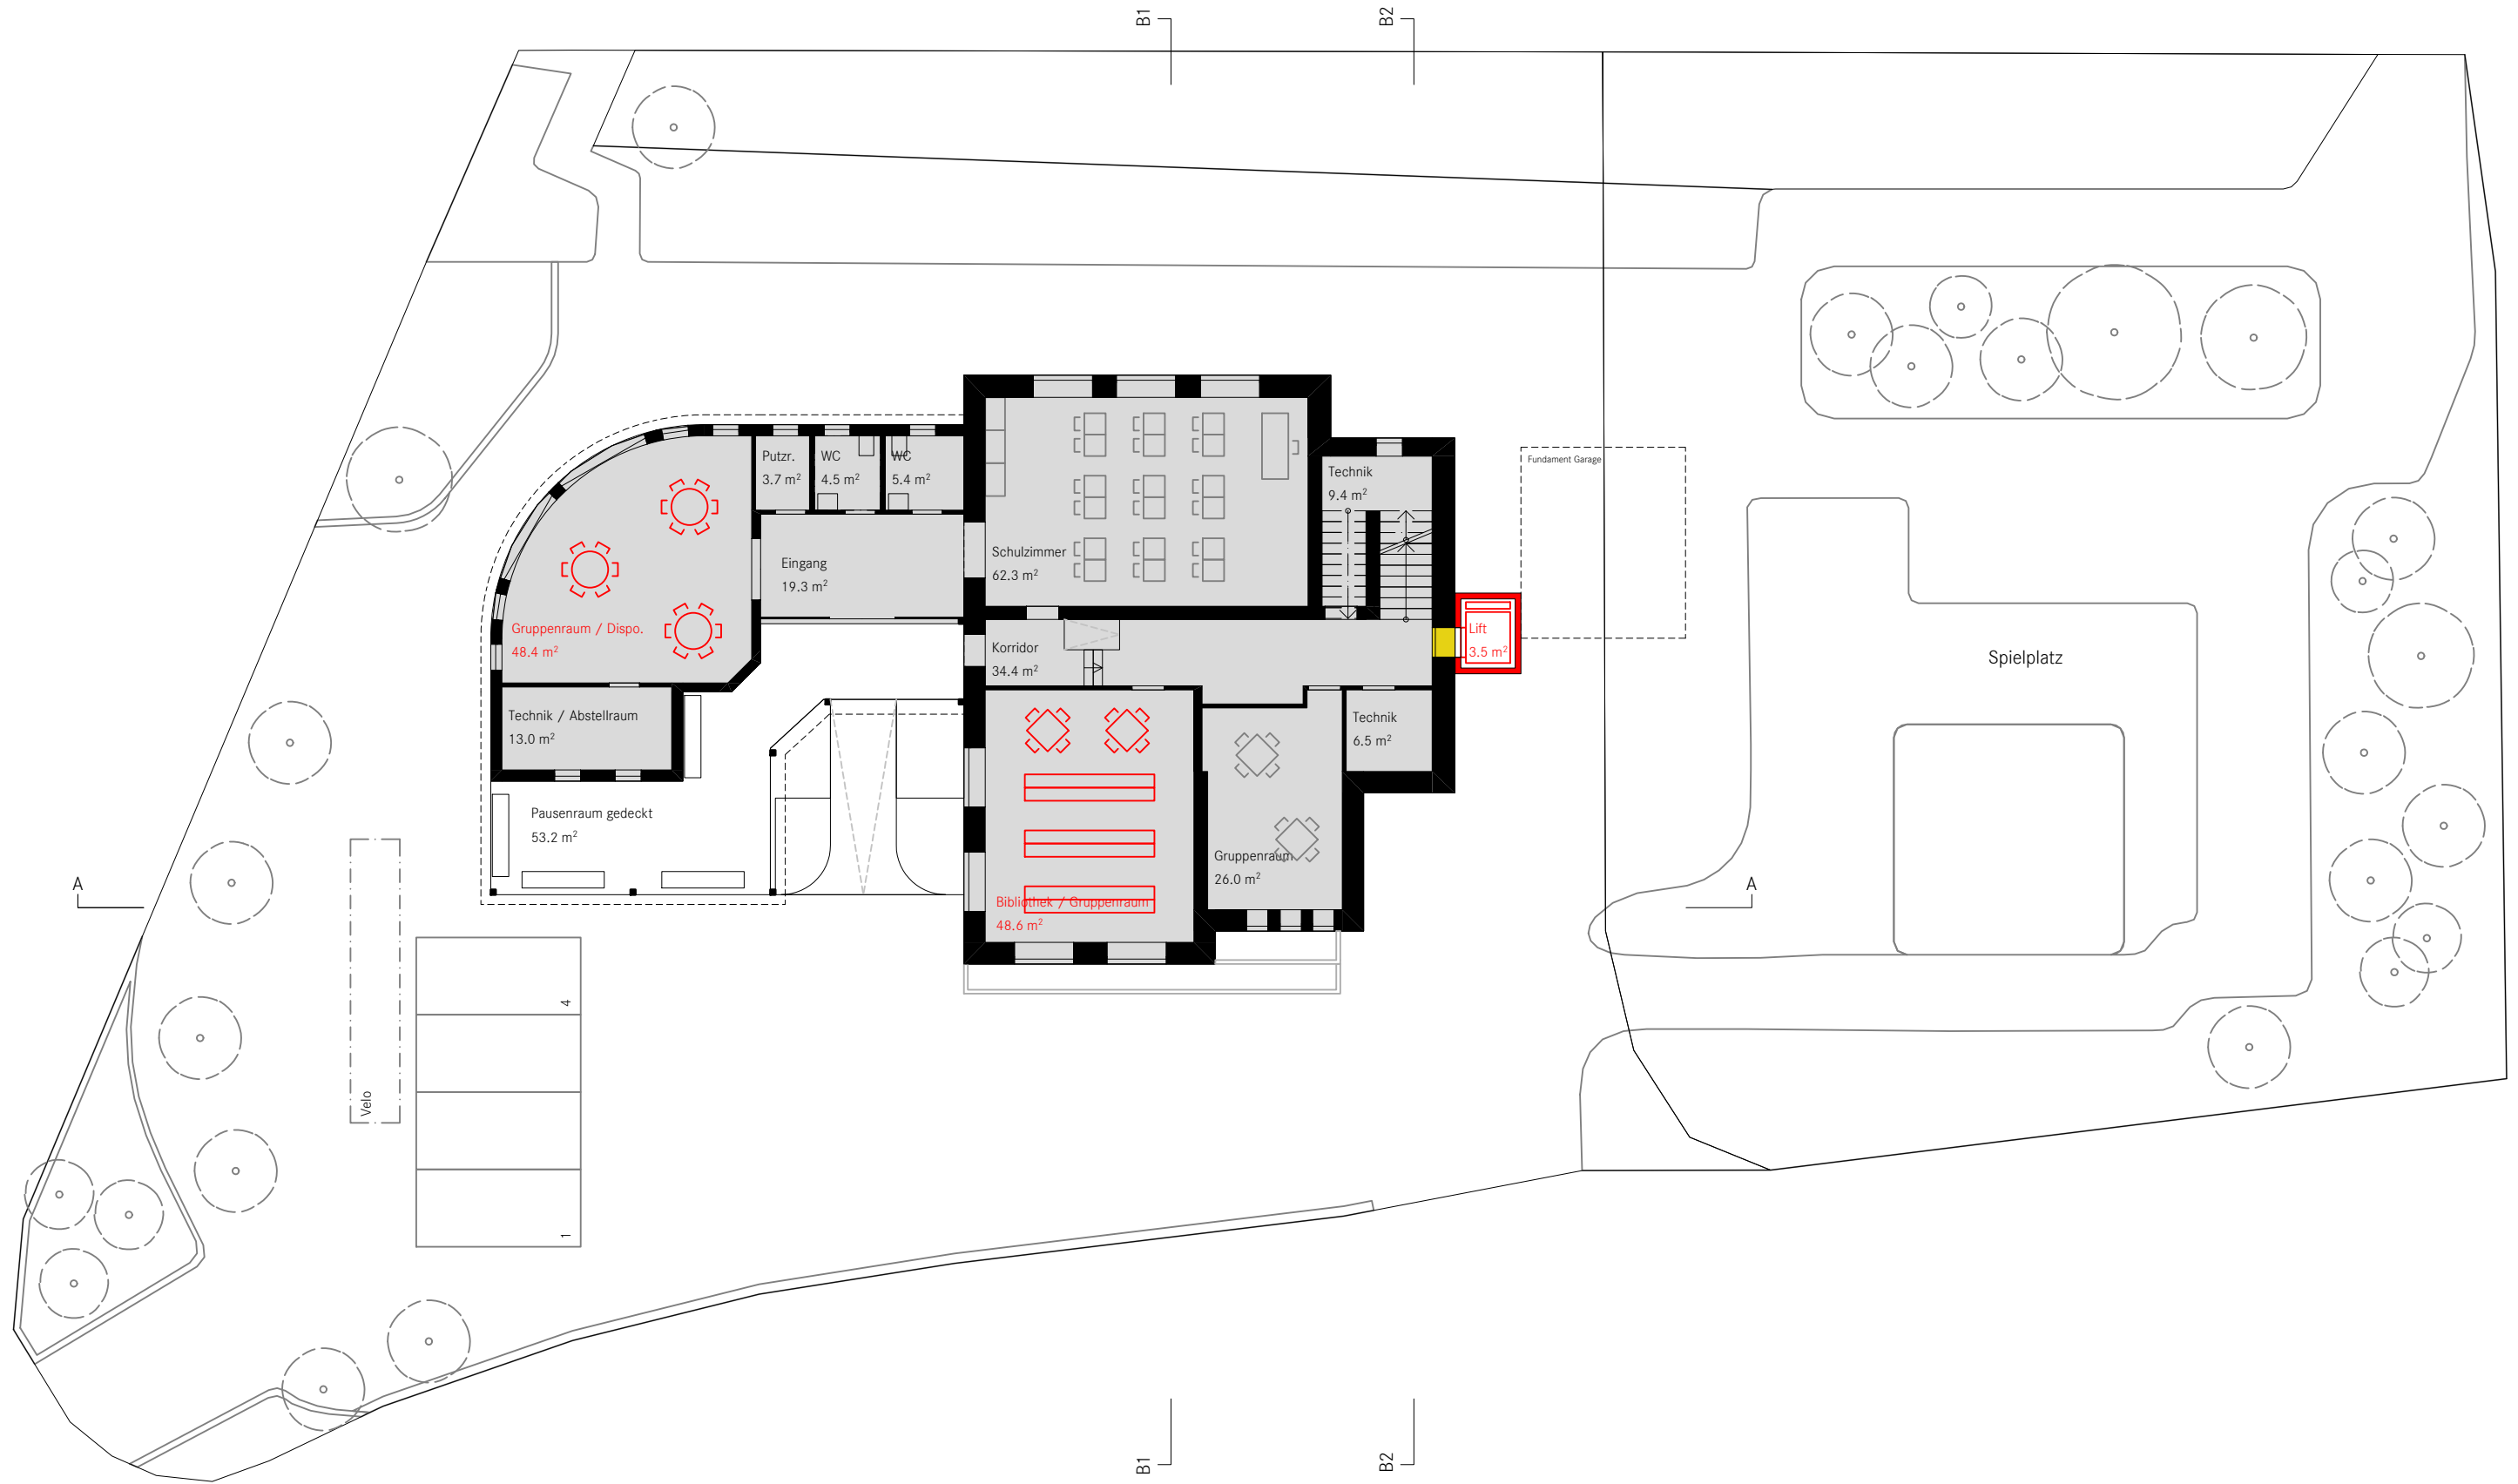 B1
B2
Putzr.
3.7 m²
WC
4.5 m²
WC
5.4 m²
Technik
9.4 m²
Fundament Garage
Eingang
19.3 m²
Schulzimmer
62.3 m²
Gruppenraum / Dispo.
48.4 m²
Korridor
34.4 m²
Lift
3.5 m²
Spielplatz
Technik / Abstellraum
13.0 m²
Technik
6.5 m²
Pausenraum gedeckt
53.2 m²
Gruppenraum
26.0 m²
A
A
Bibliothek / Gruppenraum
48.6 m²
4
Velo
1
B1
B2